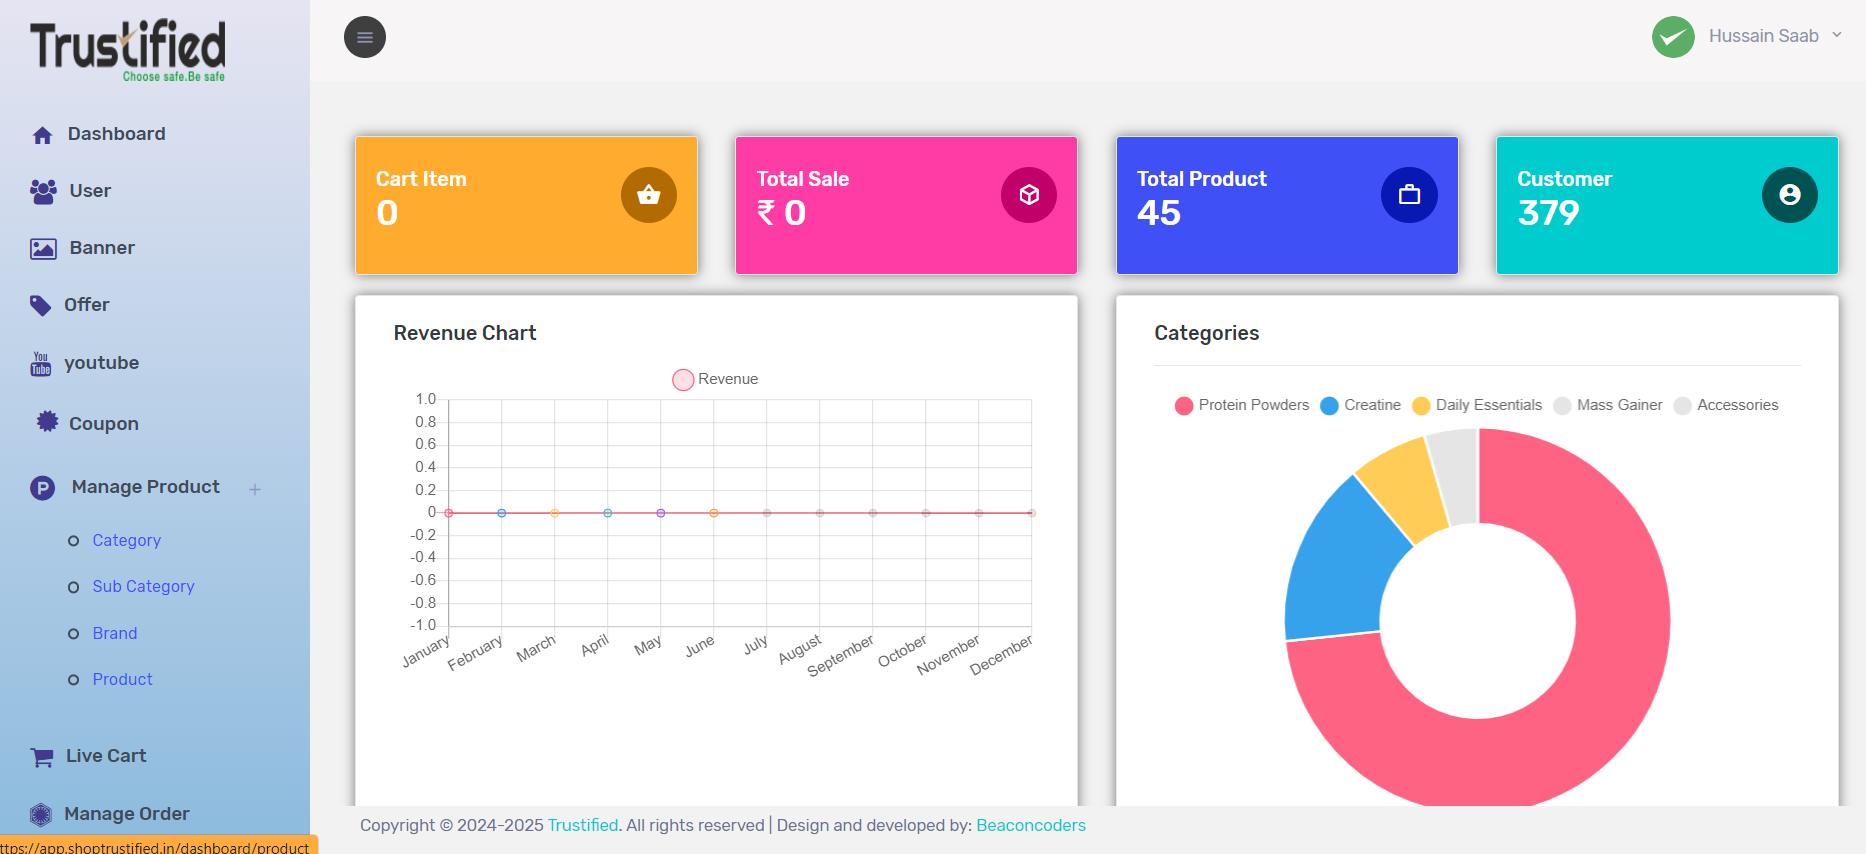 Trustified
Choose safe.Be safe
Dashboard
User
Banner
Offer
You
Tube
youtube
Coupon
P
Manage Product +
Category
Sub Category
Brand
Product
Live Cart
Manage Order
ttps://app.shoptrustified.in/dashboard/product
Hussain Saab
Cart Item
0
Total Sale
₹ 0
Total Product
45
Customer
379
Revenue Chart
Revenue
1.0
0.8
0.6
0.4
0.2
0
-0.2
-0.4
-0.6
-0.8
-1.0
January February March April May June July August September October November December
Categories
Protein Powders Creatine Daily Essentials Mass Gainer Accessories
Copyright © 2024-2025 Trustified. All rights reserved | Design and developed by: Beaconcoders